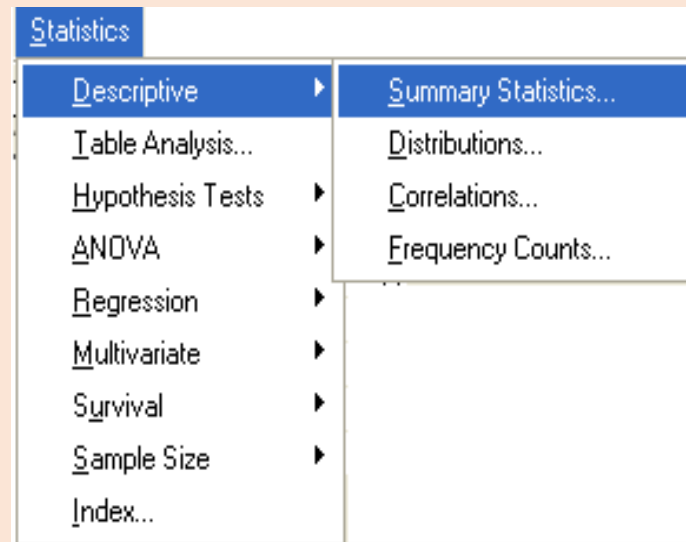 Statistics
Descriptive
Summary Statistics...
Table Analysis...
Distributions...
Hypothesis Tests
Correlations...
ANOVA
Frequency Counts...
Regression
Multivariate
Survival
Sample Size
Index...